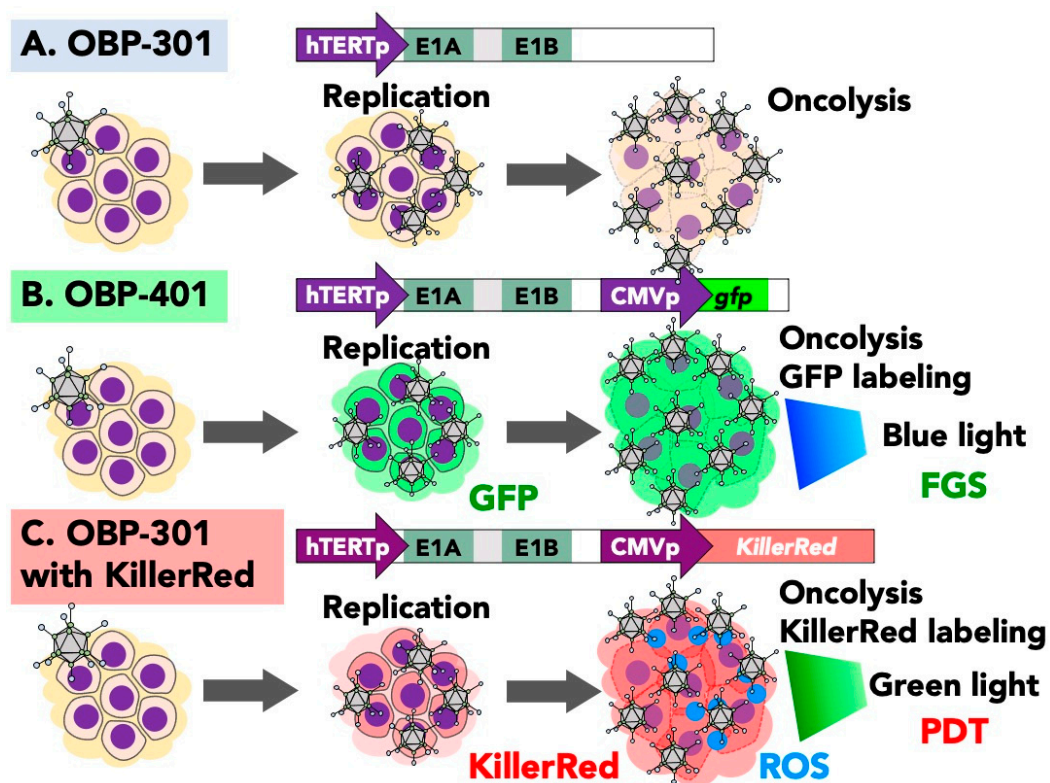 A. OBP-301
hTERTp E1A E1B
Replication
Oncolysis
B. OBP-401
hTERTp E1A E1B CMVp gfp
Replication
Oncolysis
GFP labeling
Blue light
GFP
FGS
C. OBP-301
with KillerRed
hTERTp E1A E1B CMVp KillerRed
Replication
Oncolysis
KillerRed labeling
Green light
KillerRed
ROS
PDT